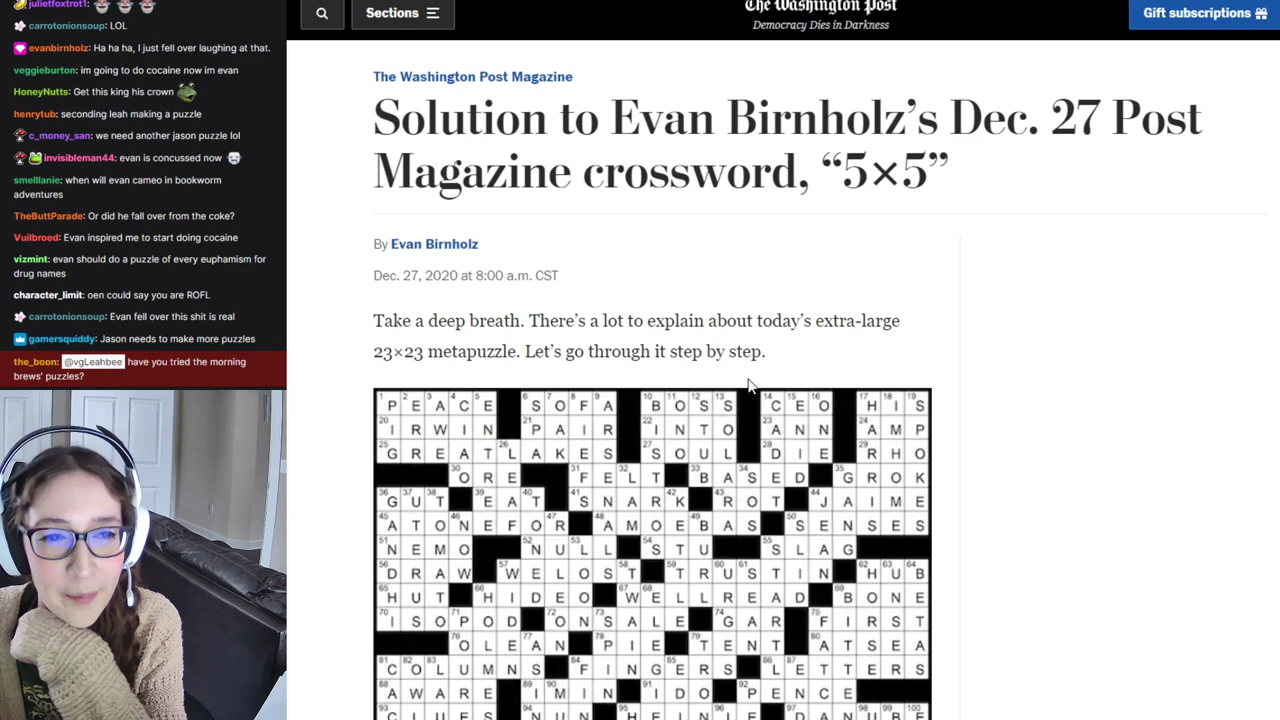 julietfoxtrot1:
carrotonionsoup: LOL
evanbirnholz: Ha ha ha, I just fell over laughing at that.
veggieburton: im going to do cocaine now im evan
HoneyNutts: Get this king his crown
henrytub: seconding leah making a puzzle
c_money_san: we need another jason puzzle lol
invisibleman44: evan is concussed now
smelllanie: when will evan cameo in bookworm
adventures
TheButtParade: Or did he fall over from the coke?
Vuilbroed: Evan inspired me to start doing cocaine
vizmint: evan should do a puzzle of every euphamism for
drug names
character_limit: oen could say you are ROFL
carrotonionsoup: Evan fell over this shit is real
gamersquiddy: Jason needs to make more puzzles
the_boon: @vgLeahbee have you tried the morning
brews' puzzles?
Sections
The Washington Post
Democracy Dies in Darkness
Gift subscriptions
The Washington Post Magazine
Solution to Evan Birnholz's Dec. 27 Post
Magazine crossword, “5×5”
By Evan Birnholz
Dec. 27, 2020 at 8:00 a.m. CST
Take a deep breath. There's a lot to explain about today's extra-large
23×23 metapuzzle. Let's go through it step by step.
PEACE SOFA BOSS CEO HIS
IRWIN PAIR INTO ANN AMP
GREATLAKES SOUL DIE RHO
ORE FELT BASED GROK
GUT EAT SNARK ROT JAIME
ATONEFOR AMOEBAS SENSES
NEMO NULL STU SLAG
DRAW WELOST TRUSTIN HUB
HUT HIDEO WELLREAD BONE
ISOPOD ONSALE GAR FIRST
OLEAN PIE TENT ATSEA
COLUMNS FINGERS LETTERS
AWARE IMIN IDO PENCE
CLUES NUN HEINIE DANUBE